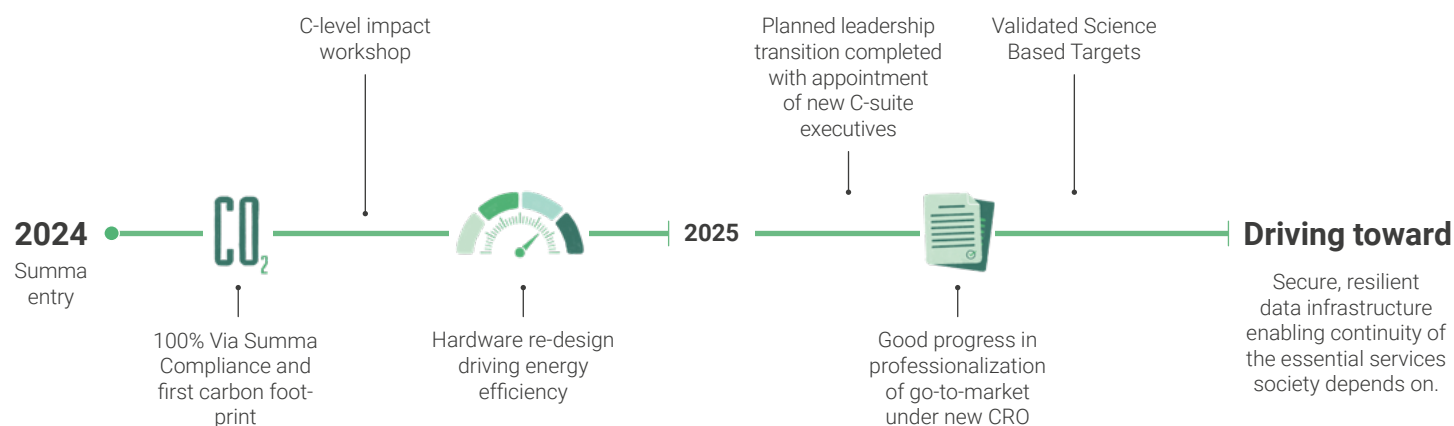 2024
Summa
entry
CO2
100% Via Summa
Compliance and
first carbon foot-
print
C-level impact
workshop
Hardware re-design
driving energy
efficiency
2025
Planned leadership
transition completed
with appointment
of new C-suite
executives
Good progress in
professionalization
of go-to-market
under new CRO
Validated Science
Based Targets
Driving toward
Secure, resilient
data infrastructure
enabling continuity of
the essential services
society depends on.